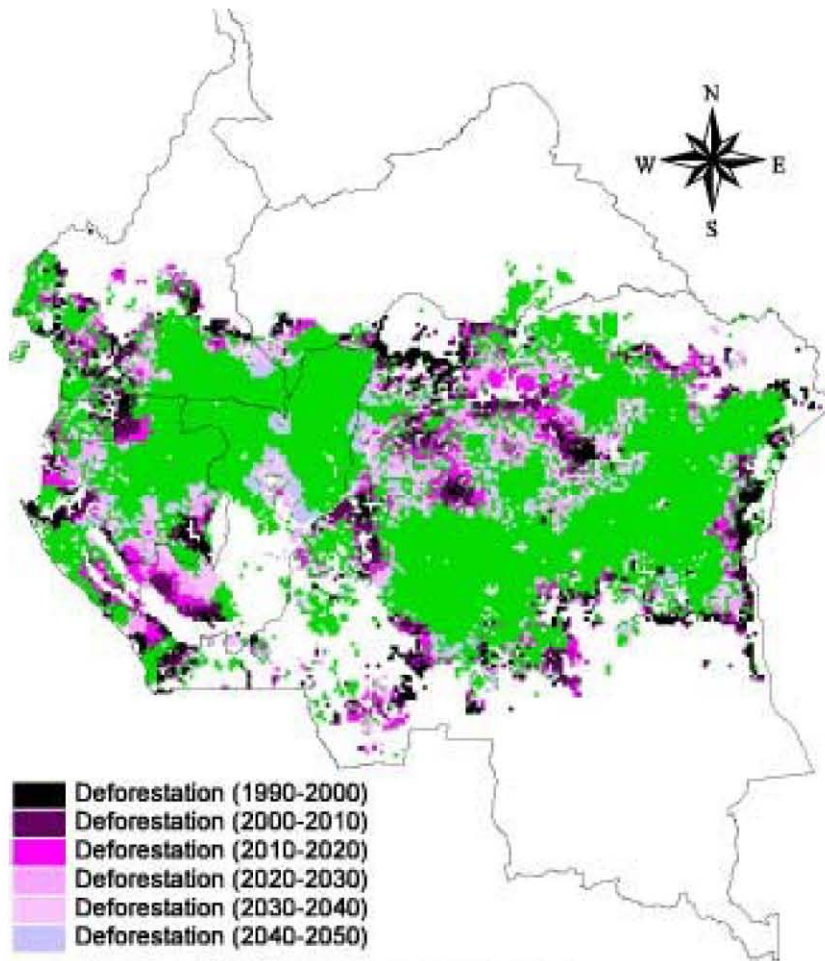 N
W E
S
Deforestation (1990-2000)
Deforestation (2000-2010)
Deforestation (2010-2020)
Deforestation (2020-2030)
Deforestation (2030-2040)
Deforestation (2040-2050)